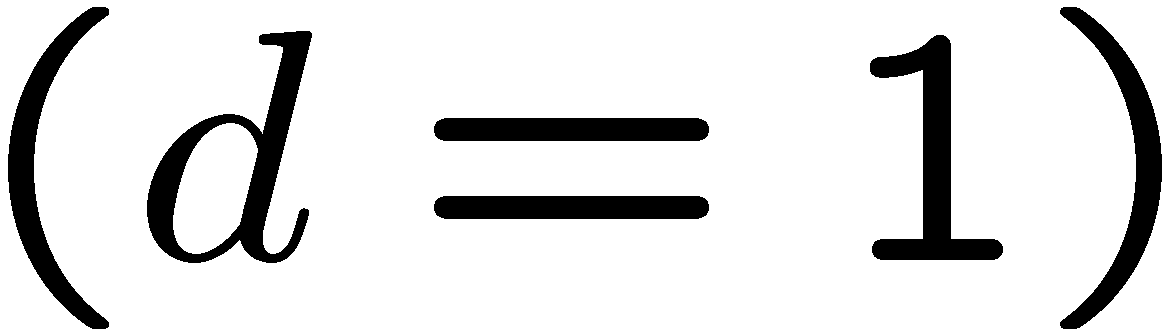 (d = 1)